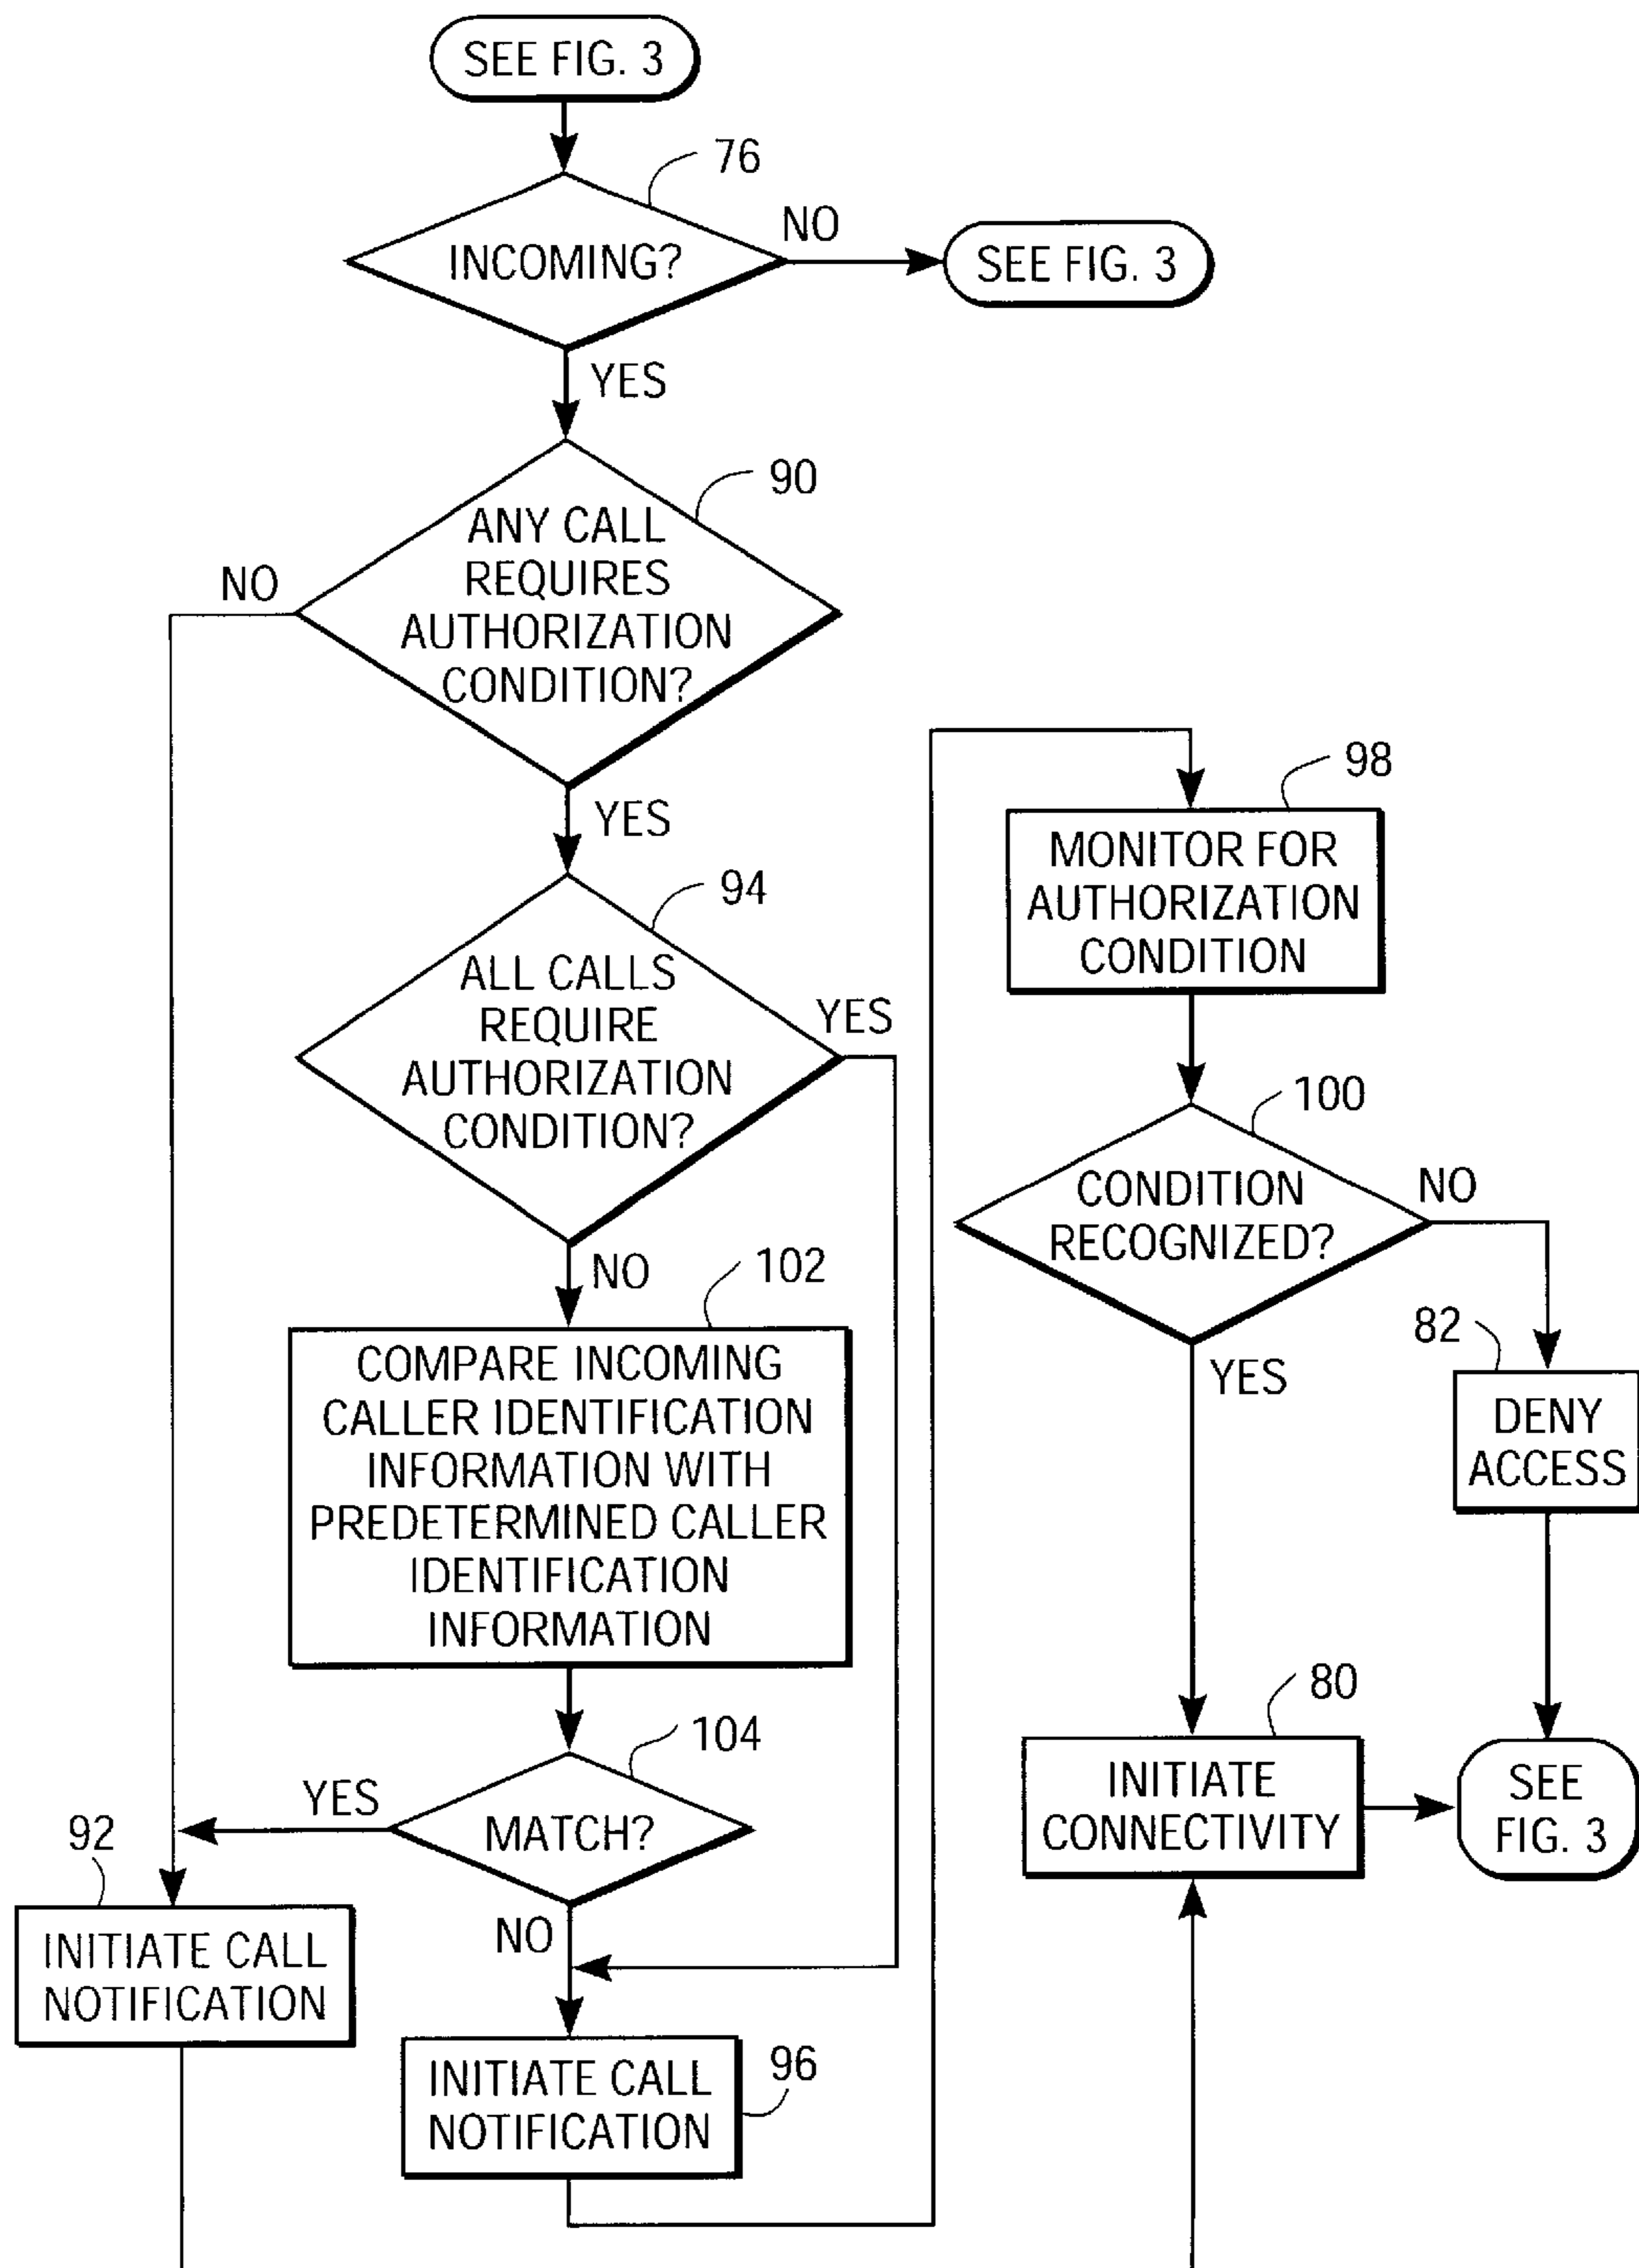 SEE FIG. 3
76
INCOMING?
NO
SEE FIG. 3
YES
90
ANY CALL
REQUIRES
AUTHORIZATION
CONDITION?
NO
YES
94
ALL CALLS
REQUIRE
AUTHORIZATION
CONDITION?
YES
NO
102
COMPARE INCOMING
CALLER IDENTIFICATION
INFORMATION WITH
PREDETERMINED CALLER
IDENTIFICATION
INFORMATION
104
MATCH?
YES
NO
92
INITIATE CALL
NOTIFICATION
96
INITIATE CALL
NOTIFICATION
98
MONITOR FOR
AUTHORIZATION
CONDITION
100
CONDITION
RECOGNIZED?
NO
YES
82
DENY
ACCESS
80
INITIATE
CONNECTIVITY
SEE
FIG. 3